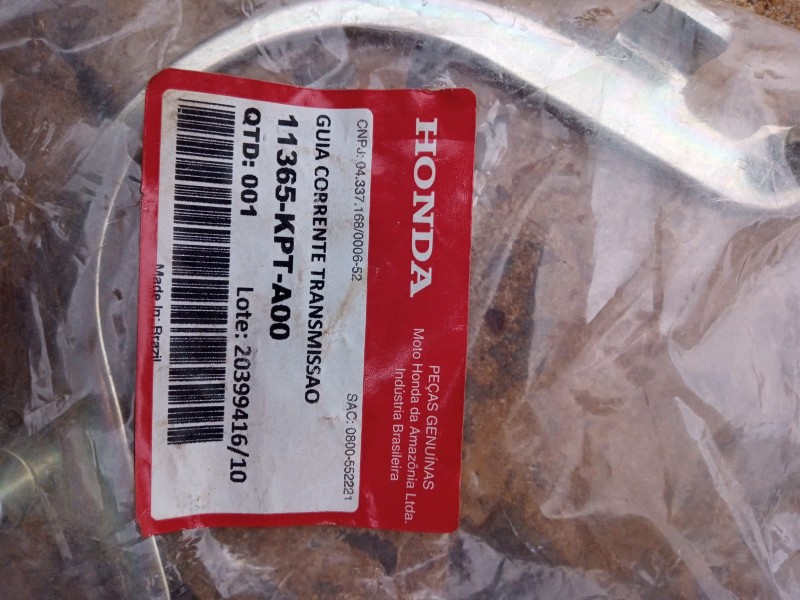 HONDA
PEÇAS GENUÍNAS
Moto Honda da Amazônia Ltda.
Indústria Brasileira
CNPJ: 04.337.168/0006-52
SAC: 0800-552221
GUIA CORRENTE TRANSMISSAO
11365-KPT-A00
QTD: 001
Lote: 20399416/10
Made In: Brazil